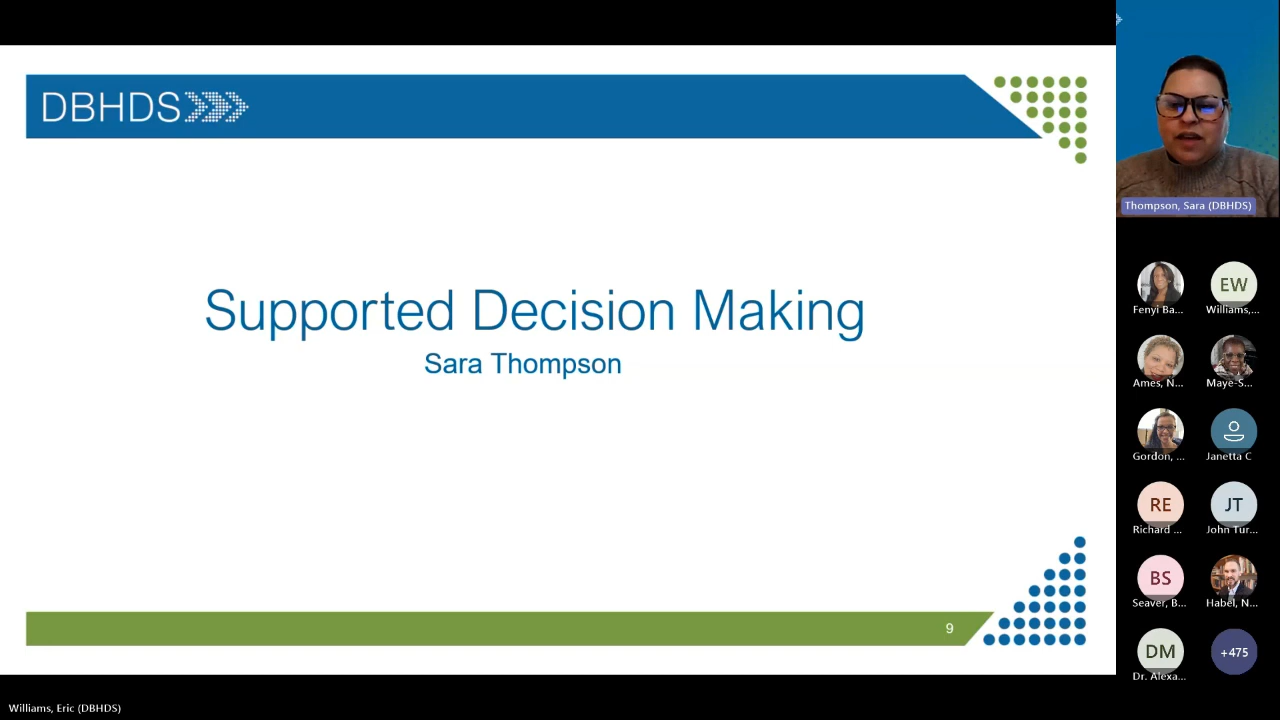 DBHDS
Supported Decision Making
Sara Thompson
9
Thompson, Sara (DBHDS)
Fenyi Ba...
EW
Williams,...
Ames, N...
Maye-S...
Gordon, ...
Janetta C
RE
Richard ...
JT
John Tur...
BS
Seaver, B...
Habel, N...
DM
Dr. Alexa...
+475
Williams, Eric (DBHDS)